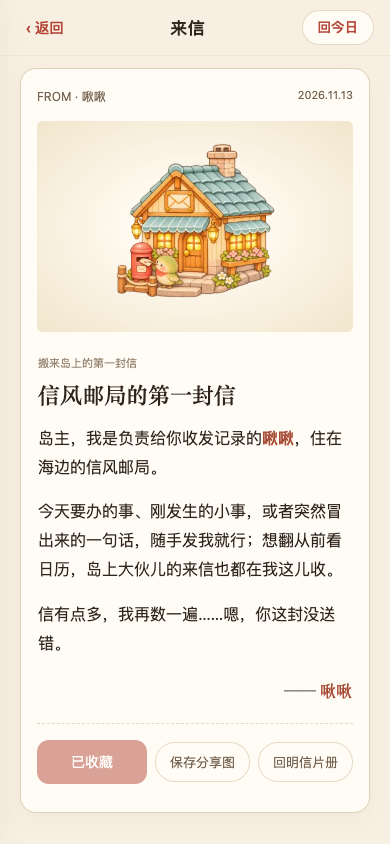 ‹ 返回
来信
回今日
FROM · 啾啾
2026.11.13
搬来岛上的第一封信
信风邮局的第一封信
岛主，我是负责给你收发记录的啾啾，住在
海边的信风邮局。
今天要办的事、刚发生的小事，或者突然冒
出来的一句话，随手发我就行；想翻从前看
日历，岛上大伙儿的来信也都在我这儿收。
信有点多，我再数一遍……嗯，你这封没送
错。
—— 啾啾
已收藏
保存分享图
回明信片册